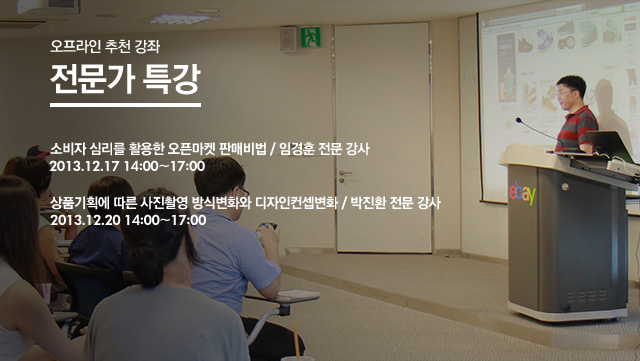 오프라인 추천 강좌
전문가 특강
소비자 심리를 활용한 오픈마켓 판매비법 / 임경훈 전문 강사
2013.12.17 14:00~17:00
상품기획에 따른 사진촬영 방식변화와 디자인컨셉변화 / 박진환 전문 강사
2013.12.20 14:00~17:00
ebay